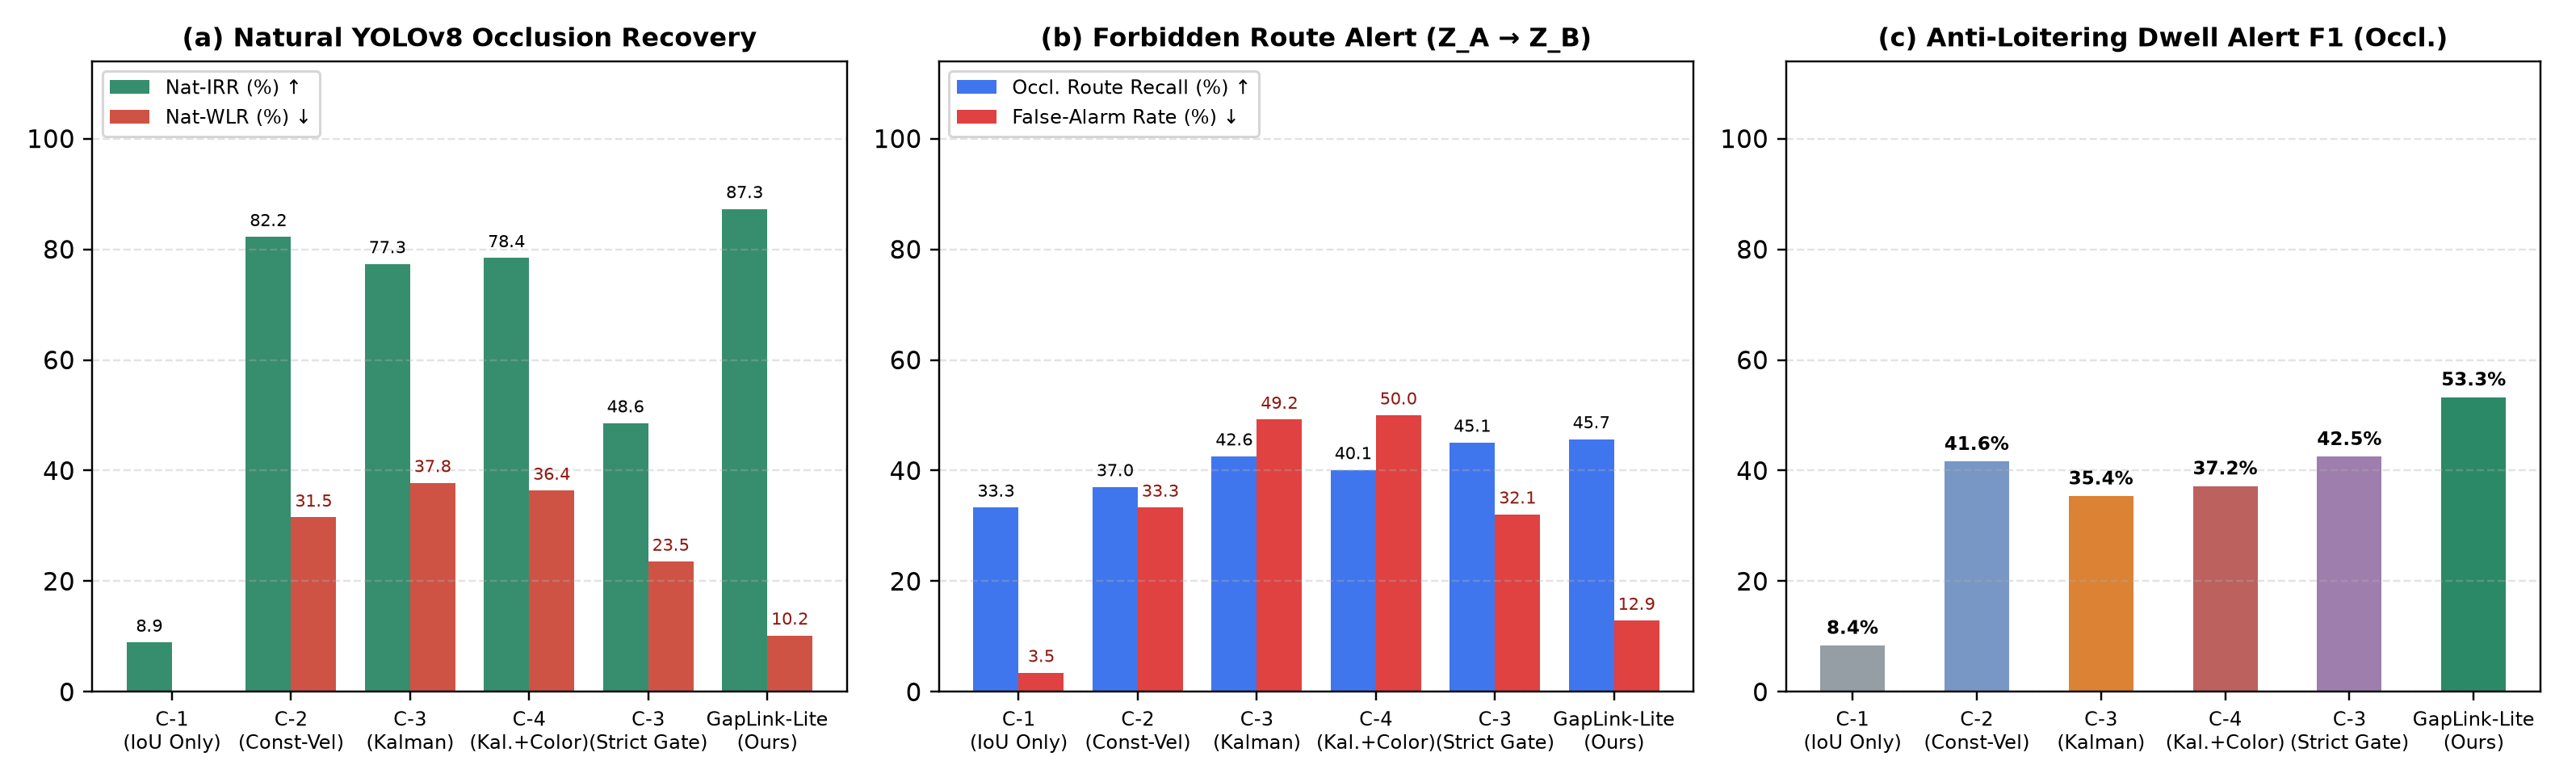 (a) Natural YOLOv8 Occlusion Recovery
Nat-IRR (%) ↑
Nat-WLR (%) ↓
100
80
60
40
20
0
8.9
82.2
31.5
77.3
37.8
78.4
36.4
48.6
23.5
87.3
10.2
C-1
(IoU Only)
C-2
(Const-Vel)
C-3
(Kalman)
C-4
(Kal.+Color)
C-3
(Strict Gate)
GapLink-Lite
(Ours)
(b) Forbidden Route Alert (Z_A → Z_B)
Occl. Route Recall (%) ↑
False-Alarm Rate (%) ↓
100
80
60
40
20
0
33.3
3.5
37.0
33.3
42.6
49.2
40.1
50.0
45.1
32.1
45.7
12.9
C-1
(IoU Only)
C-2
(Const-Vel)
C-3
(Kalman)
C-4
(Kal.+Color)
C-3
(Strict Gate)
GapLink-Lite
(Ours)
(c) Anti-Loitering Dwell Alert F1 (Occl.)
100
80
60
40
20
0
8.4%
41.6%
35.4%
37.2%
42.5%
53.3%
C-1
(IoU Only)
C-2
(Const-Vel)
C-3
(Kalman)
C-4
(Kal.+Color)
C-3
(Strict Gate)
GapLink-Lite
(Ours)